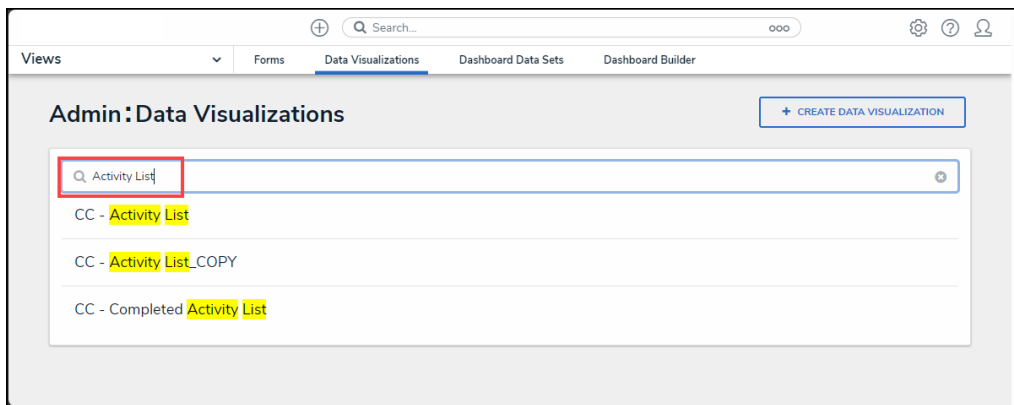 Search...
Views Forms Data Visualizations Dashboard Data Sets Dashboard Builder
Admin:Data Visualizations
+ CREATE DATA VISUALIZATION
Activity List
CC - Activity List
CC - Activity List_COPY
CC - Completed Activity List